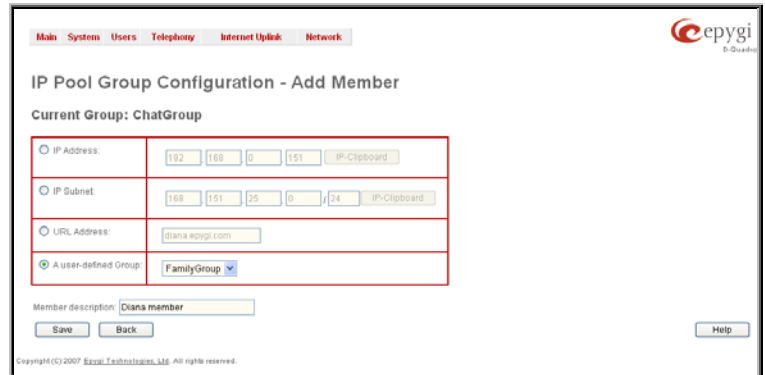 Main System Users Telephony Internet Uplink Network
epygi
D-Quadro
IP Pool Group Configuration - Add Member
Current Group: ChatGroup
IP Address: 192 . 168 . 0 . 151 IP-Clipboard
IP Subnet: 168 . 151 . 25 . 0 / 24 IP-Clipboard
URL Address: diana.epygi.com
A user-defined Group: FamilyGroup
Member description: Diana member
Save Back Help
Copyright (C) 2007 Epygi Technologies, Ltd. All rights reserved.